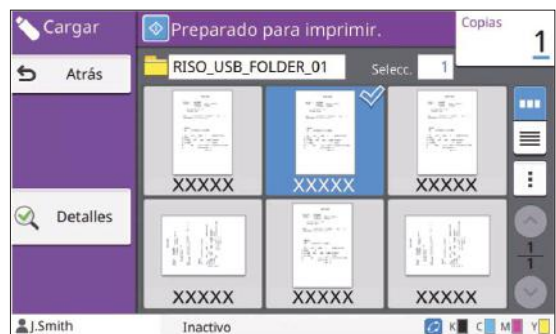 Cargar
Preparado para imprimir.
Copias
1
Atrás
RISO_USB_FOLDER_01
Selecc. 1
XXXXX XXXXX XXXXX
Detalles
1
1
XXXXX XXXXX XXXXX
J.Smith
Inactivo
K C M Y